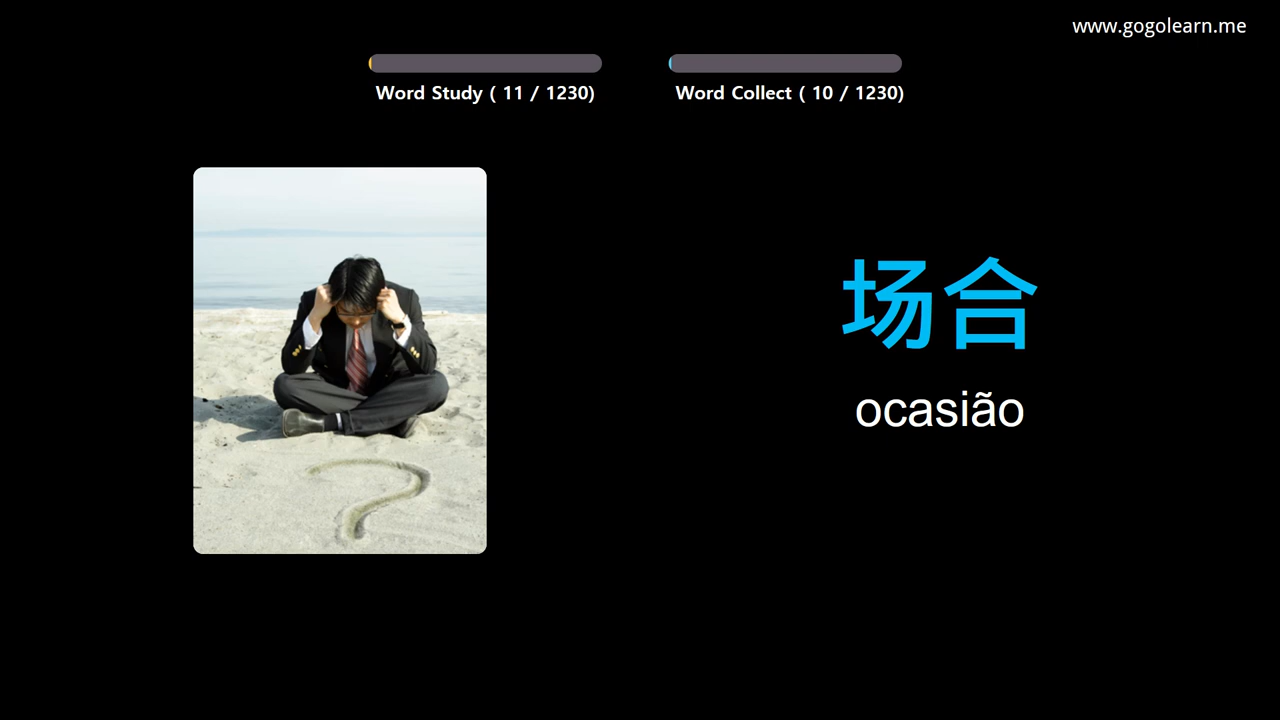 www.gogolearn.me
Word Study ( 11 / 1230)
Word Collect ( 10 / 1230)
场合
ocasião
?